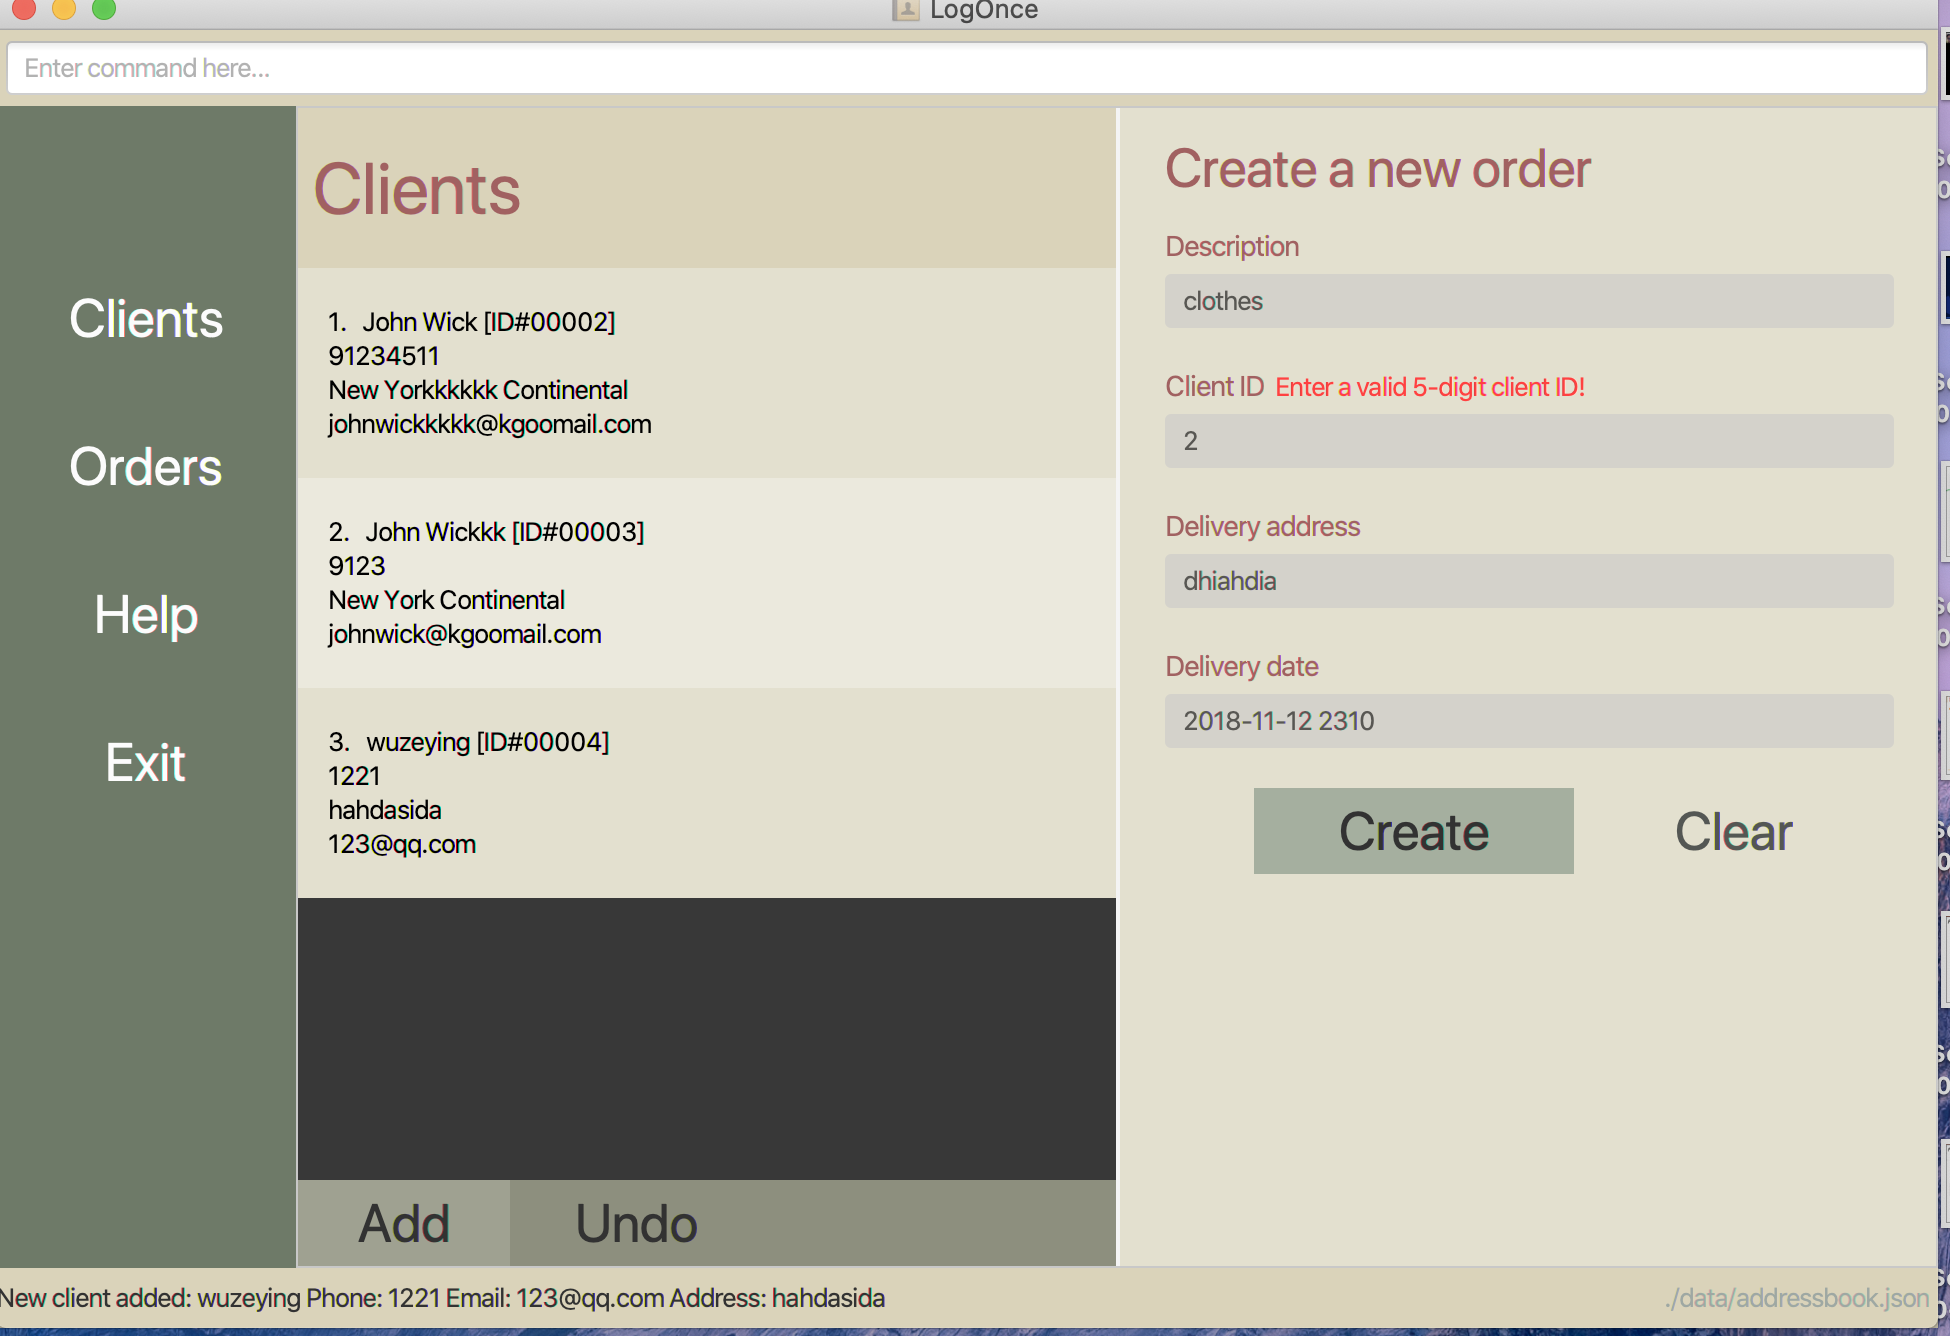 LogOnce
Enter command here...
Clients
Orders
Help
Exit
Clients
1. John Wick [ID#00002]
91234511
New Yorkkkkkk Continental
johnwickkkkk@kgoomail.com
2. John Wickkk [ID#00003]
9123
New York Continental
johnwick@kgoomail.com
3. wuzeying [ID#00004]
1221
hahdasida
123@qq.com
Add Undo
Create a new order
Description
clothes
Client ID Enter a valid 5-digit client ID!
2
Delivery address
dhiahdia
Delivery date
2018-11-12 2310
Create Clear
New client added: wuzeying Phone: 1221 Email: 123@qq.com Address: hahdasida
./data/addressbook.json